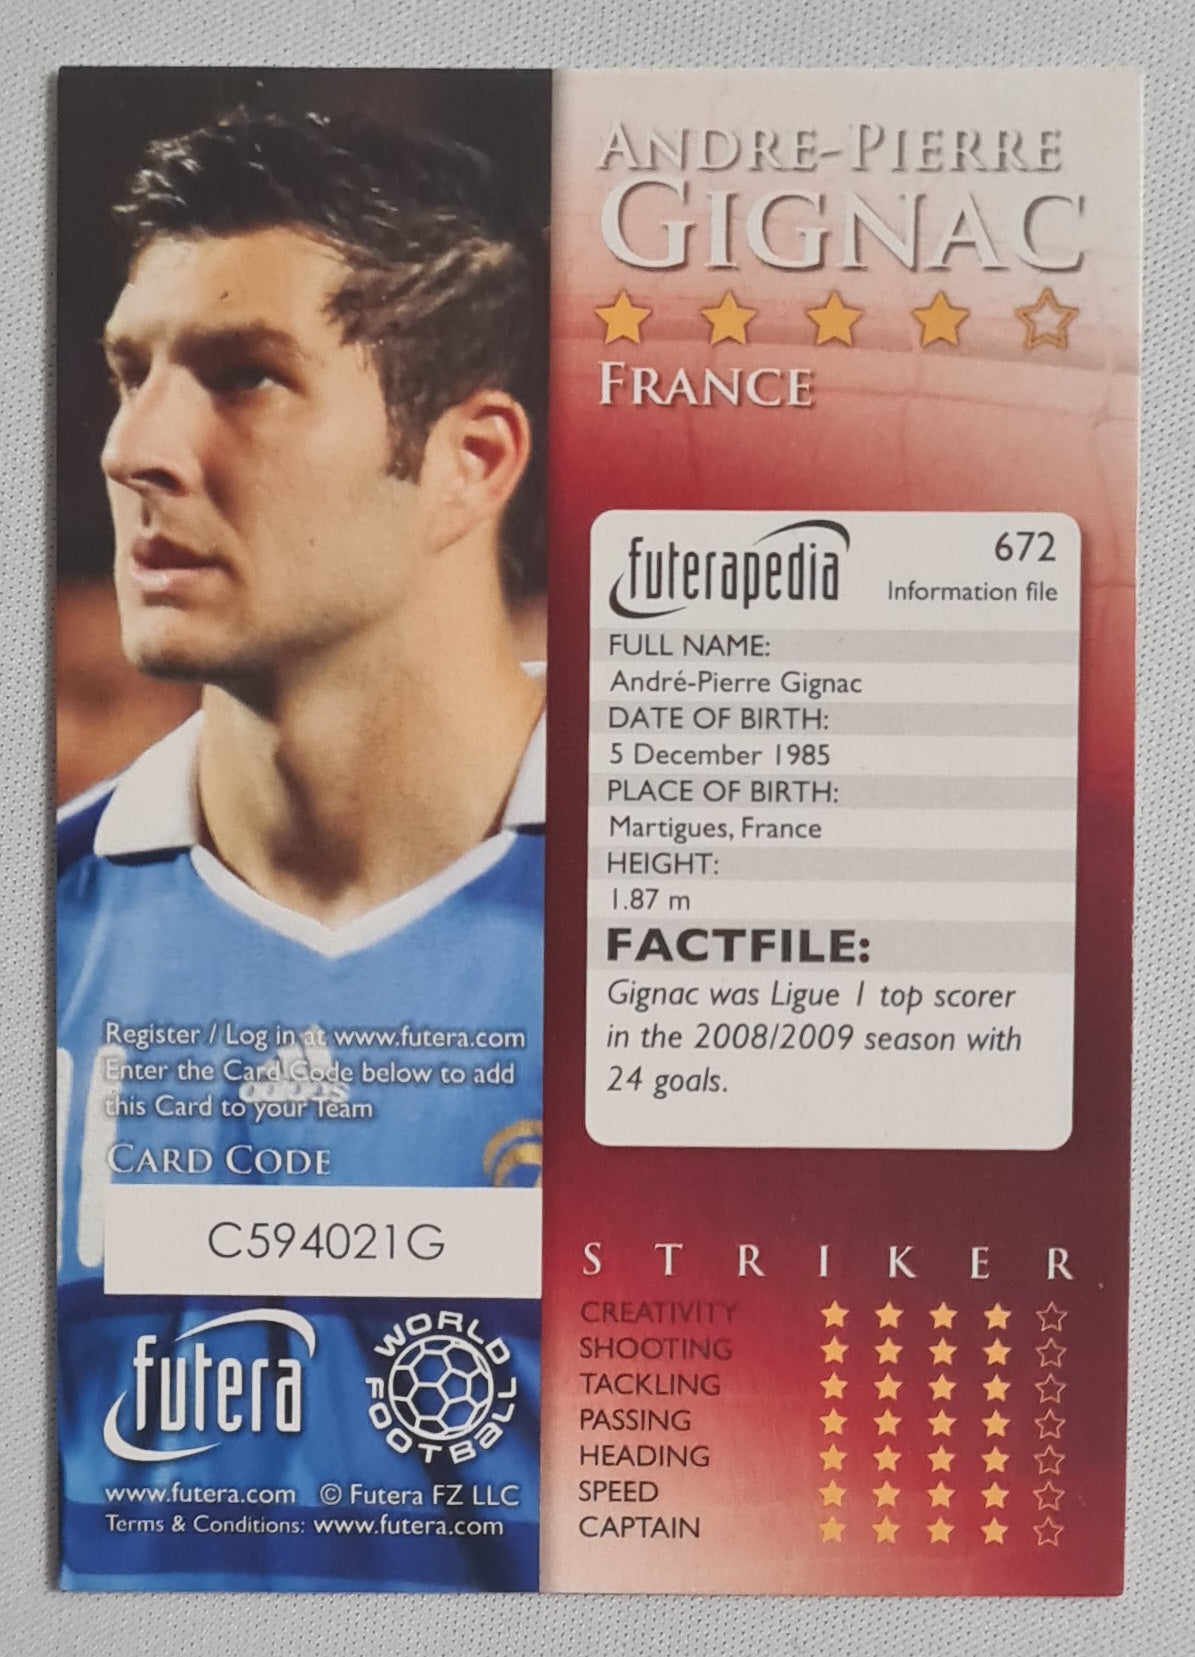 ANDRE-PIERRE
GIGNAC
FRANCE
futerapedia
672
Information file
FULL NAME:
André-Pierre Gignac
DATE OF BIRTH:
5 December 1985
PLACE OF BIRTH:
Martigues, France
HEIGHT:
1.87 m
FACTFILE:
Gignac was Ligue 1 top scorer
in the 2008/2009 season with
24 goals.
Register / Log in at www.futera.com
Enter the Card Code below to add
this Card to your Team
adidas
CARD CODE
C594021G
futera
WORLD FOOTBALL
www.futera.com © Futera FZ LLC
Terms & Conditions: www.futera.com
STRIKER
CREATIVITY
SHOOTING
TACKLING
PASSING
HEADING
SPEED
CAPTAIN